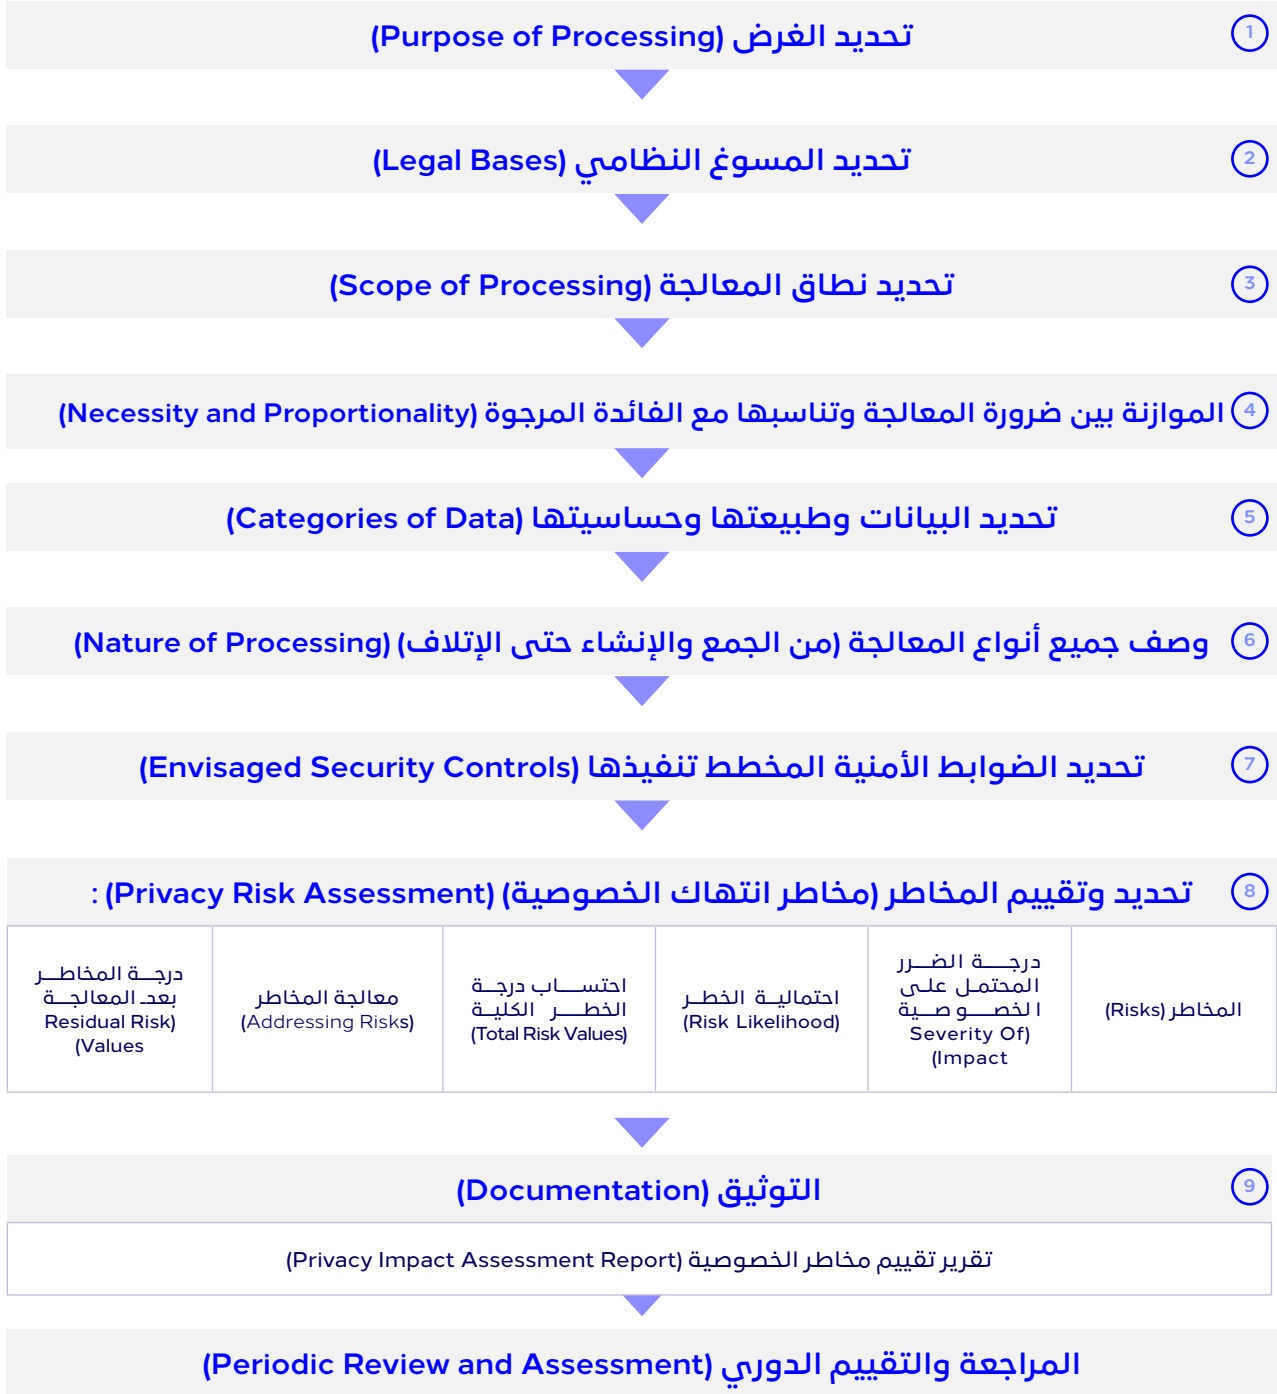 1 تحديد الغرض (Purpose of Processing)
2 تحديد المسوغ النظامي (Legal Bases)
3 تحديد نطاق المعالجة (Scope of Processing)
4 الموازنة بين ضرورة المعالجة وتناسبها مع الفائدة المرجوة (Necessity and Proportionality)
5 تحديد البيانات وطبيعتها وحساسيتها (Categories of Data)
6 وصف جميع أنواع المعالجة (من الجمع والإنشاء حتى الإتلاف) (Nature of Processing)
7 تحديد الضوابط الأمنية المخطط تنفيذها (Envisaged Security Controls)
8 تحديد وتقييم المخاطر (مخاطر انتهاك الخصوصية) (Privacy Risk Assessment) :
المخاطر (Risks)
درجة الضرر
المحتمل على
الخصوصية
(Severity Of
Impact)
احتمالية الخطر
(Risk Likelihood)
احتساب درجة
الخطر الكلية
(Total Risk Values)
معالجة المخاطر
(Addressing Risks)
درجة المخاطر
بعد المعالجة
(Residual Risk
Values)
9 التوثيق (Documentation)
تقرير تقييم مخاطر الخصوصية (Privacy Impact Assessment Report)
المراجعة والتقييم الدوري (Periodic Review and Assessment)